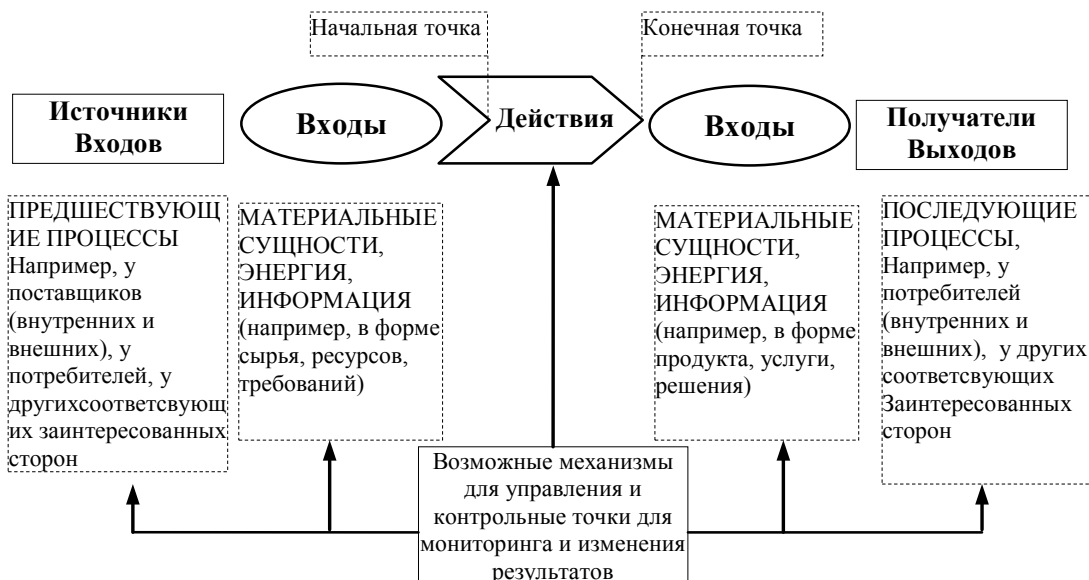 Начальная точка
Конечная точка
Источники
Входов
Входы
Действия
Входы
Получатели
Выходов
ПРЕДШЕСТВУЮЩ
ИЕ ПРОЦЕССЫ
Например, у
поставщиков
(внутренних и
внешних), у
потребителей, у
другихсоответсвующ
их заинтересованных
сторон
МАТЕРИАЛЬНЫЕ
СУЩНОСТИ,
ЭНЕРГИЯ,
ИНФОРМАЦИЯ
(например, в форме
сырья, ресурсов,
требований)
МАТЕРИАЛЬНЫЕ
СУЩНОСТИ,
ЭНЕРГИЯ,
ИНФОРМАЦИЯ
(например, в форме
продукта, услуги,
решения)
ПОСЛЕДУЮЩИЕ
ПРОЦЕССЫ,
Например, у
потребителей
(внутренних и
внешних), у других
соответсвующих
Заинтересованных
сторон
Возможные механизмы
для управления и
контрольные точки для
мониторинга и изменения
результатов